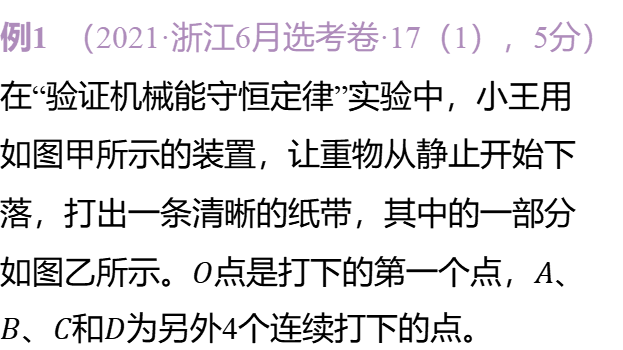 例1 （2021·浙江6月选考卷·17（1），5分）
在“验证机械能守恒定律”实验中，小王用
如图甲所示的装置，让重物从静止开始下
落，打出一条清晰的纸带，其中的一部分
如图乙所示。O点是打下的第一个点，A、
B、C和D为另外4个连续打下的点。